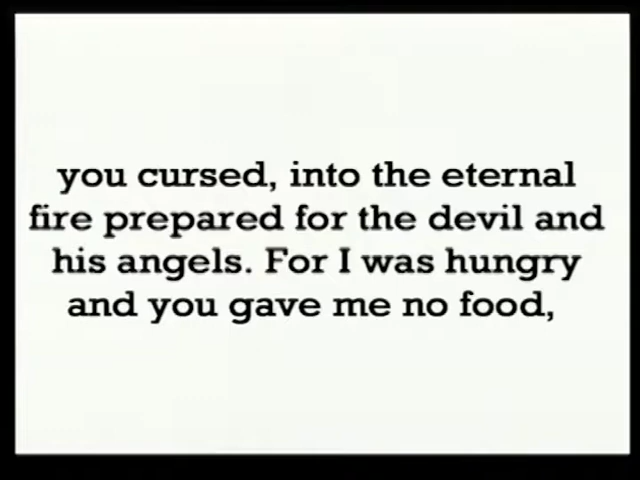 you cursed, into the eternal
fire prepared for the devil and
his angels. For I was hungry
and you gave me no food,